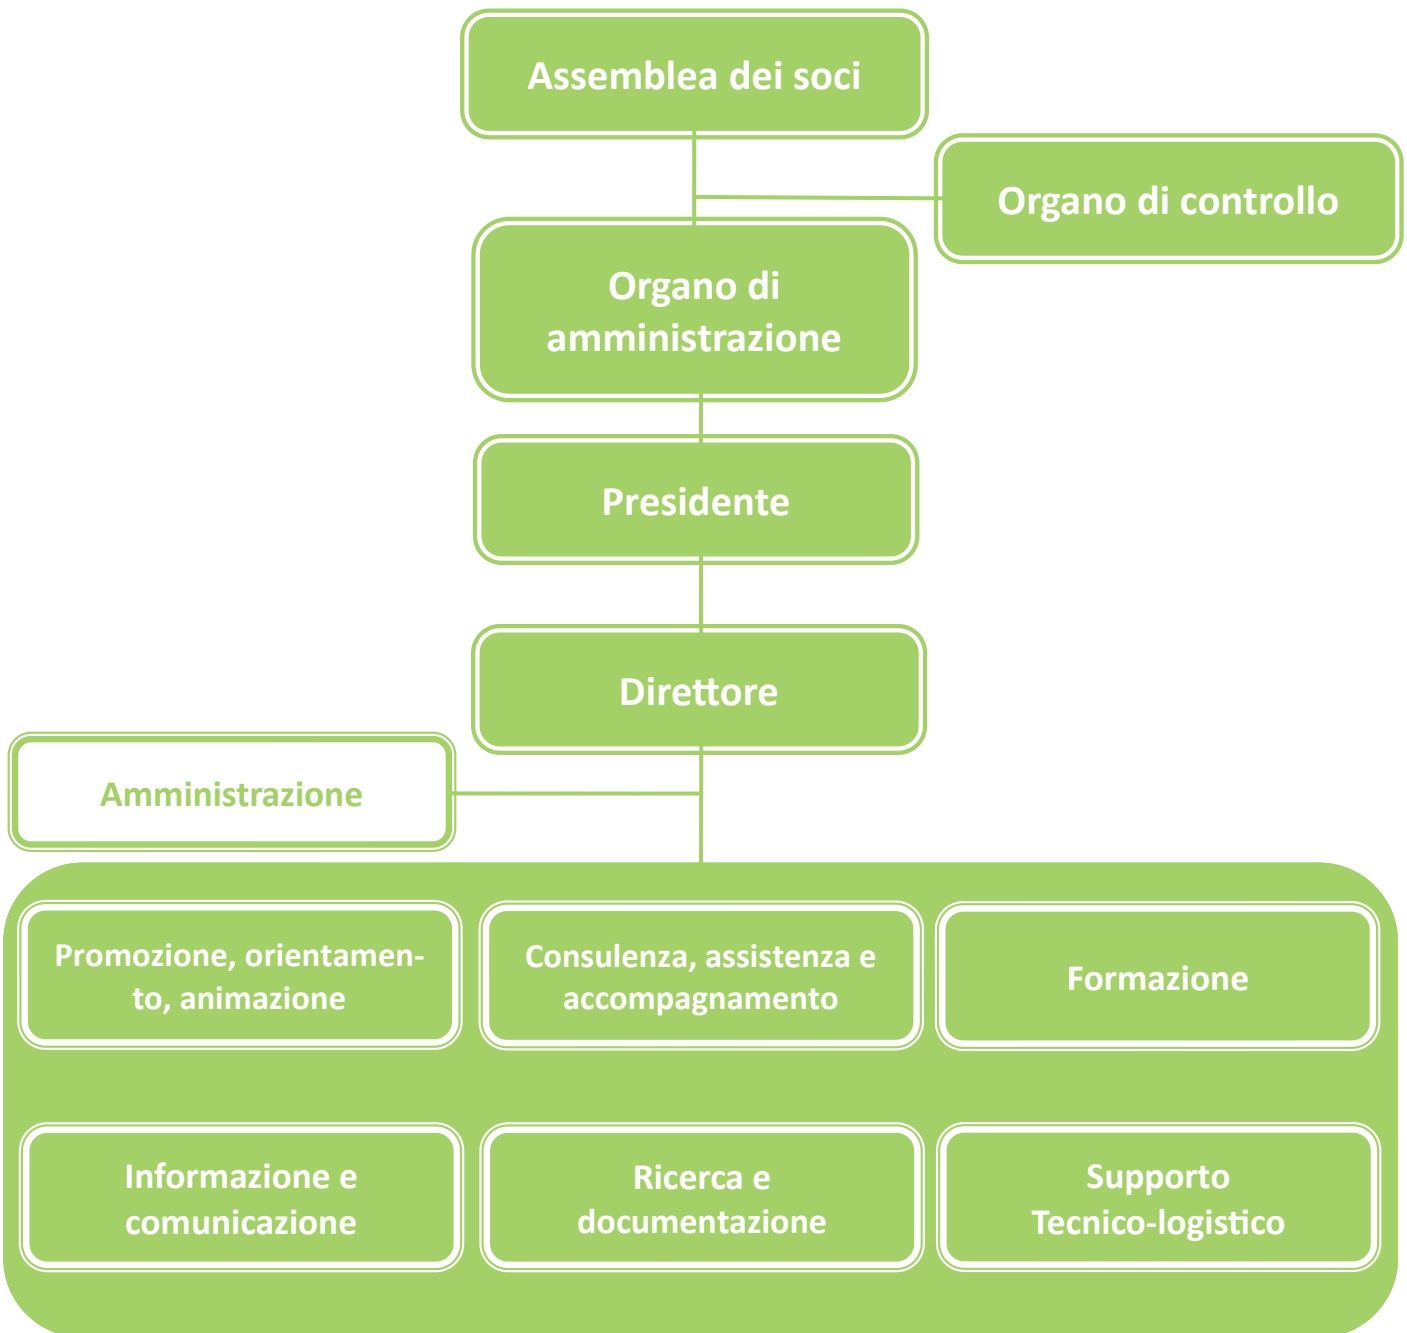 Assemblea dei soci
Organo di controllo
Organo di
amministrazione
Presidente
Direttore
Amministrazione
Promozione, orientamen-
to, animazione
Consulenza, assistenza e
accompagnamento
Formazione
Informazione e
comunicazione
Ricerca e
documentazione
Supporto
Tecnico-logistico